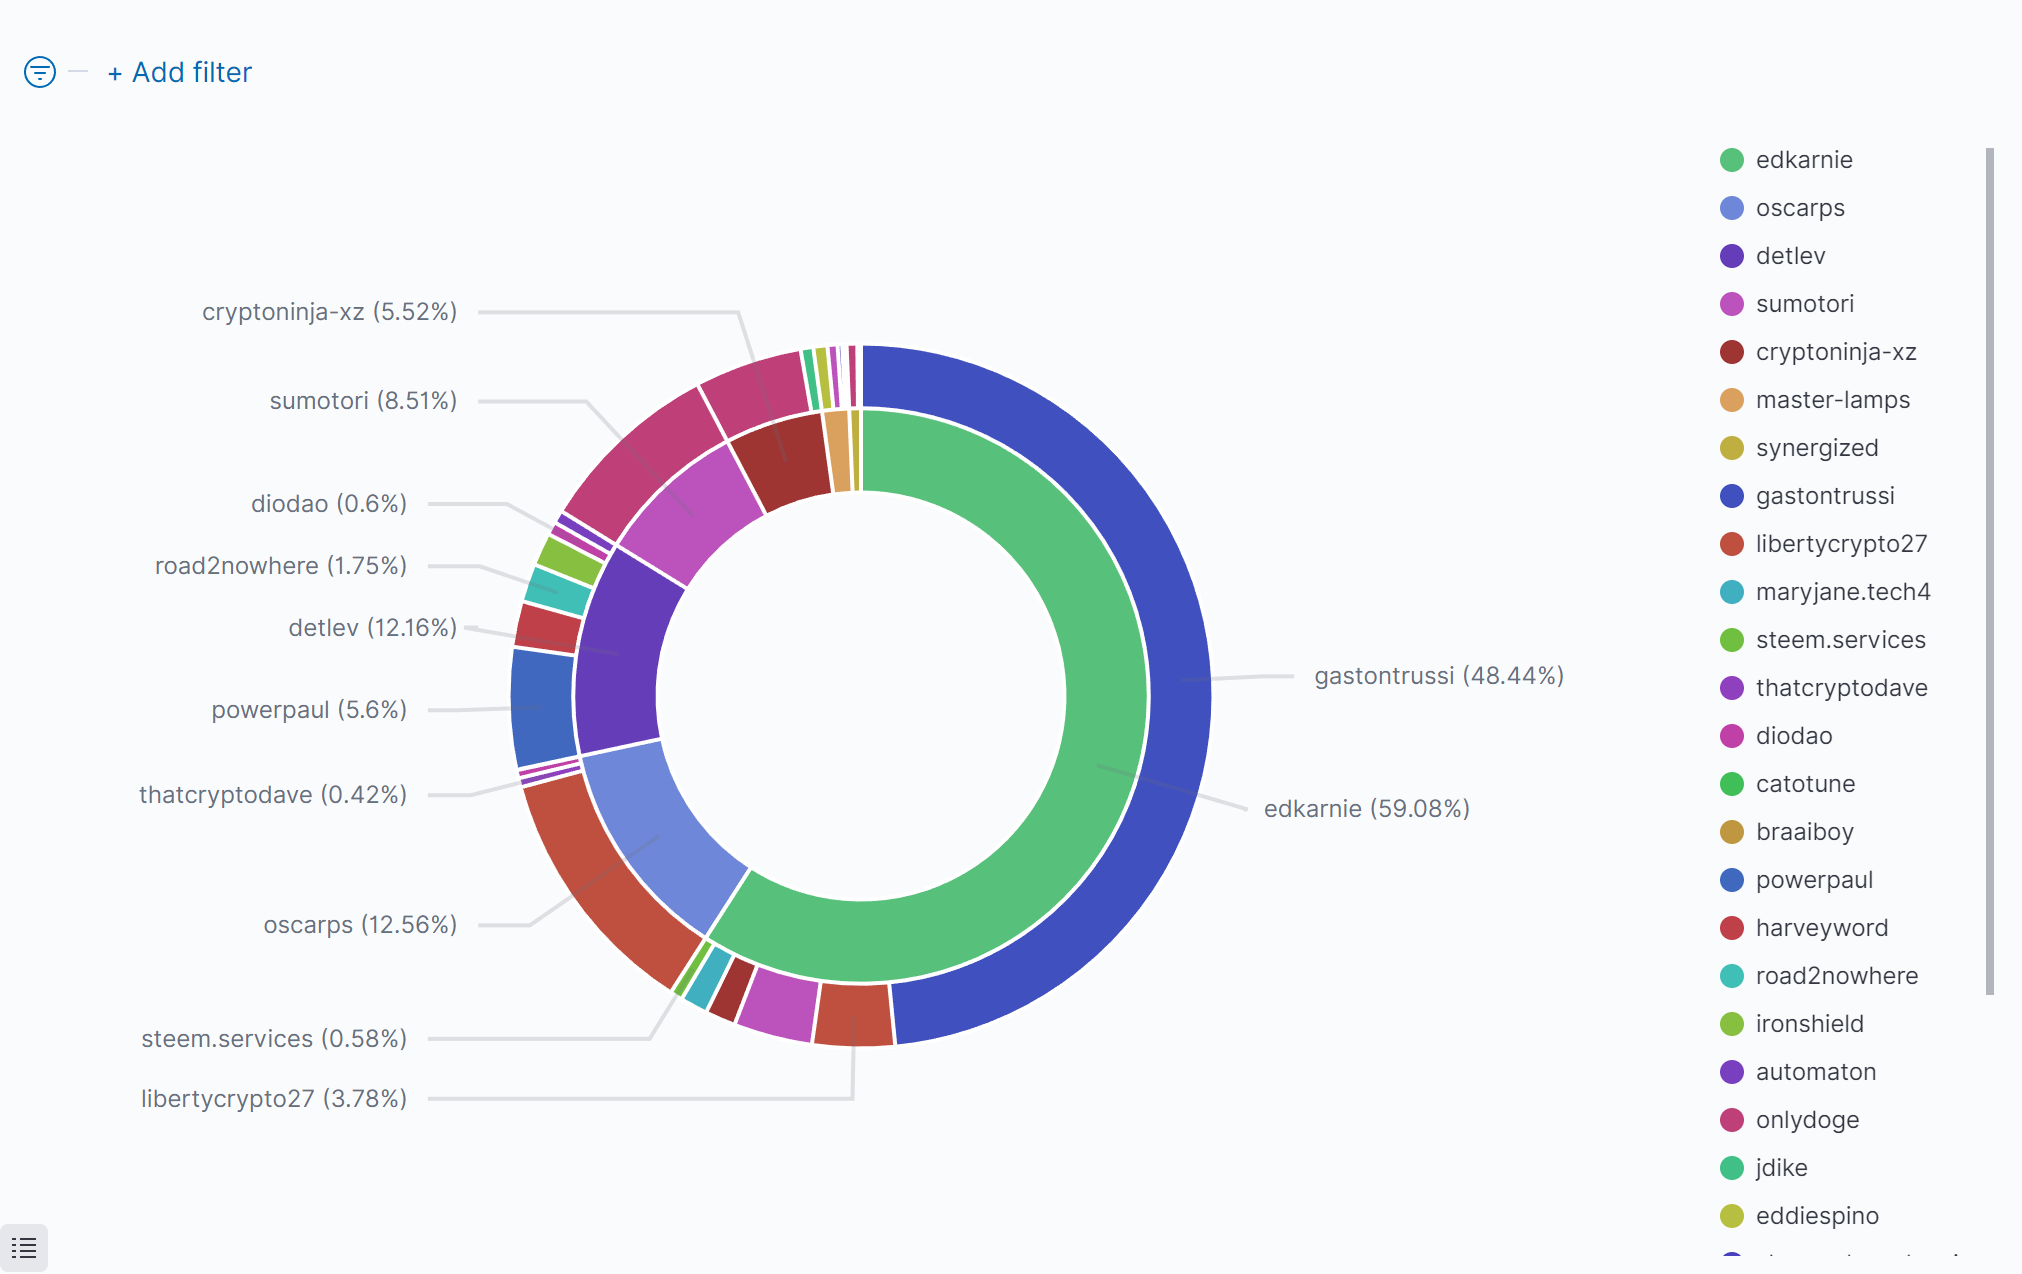 + Add filter
cryptoninja-xz (5.52%)
sumotori (8.51%)
diodao (0.6%)
road2nowhere (1.75%)
detlev (12.16%)
powerpaul (5.6%)
thatcryptodave (0.42%)
oscarps (12.56%)
steem.services (0.58%)
libertycrypto27 (3.78%)
gastontrussi (48.44%)
edkarnie (59.08%)
edkarnie
oscarps
detlev
sumotori
cryptoninja-xz
master-lamps
synergized
gastontrussi
libertycrypto27
maryjane.tech4
steem.services
thatcryptodave
diodao
catotune
braaiboy
powerpaul
harveyword
road2nowhere
ironshield
automaton
onlydoge
jdike
eddiespino